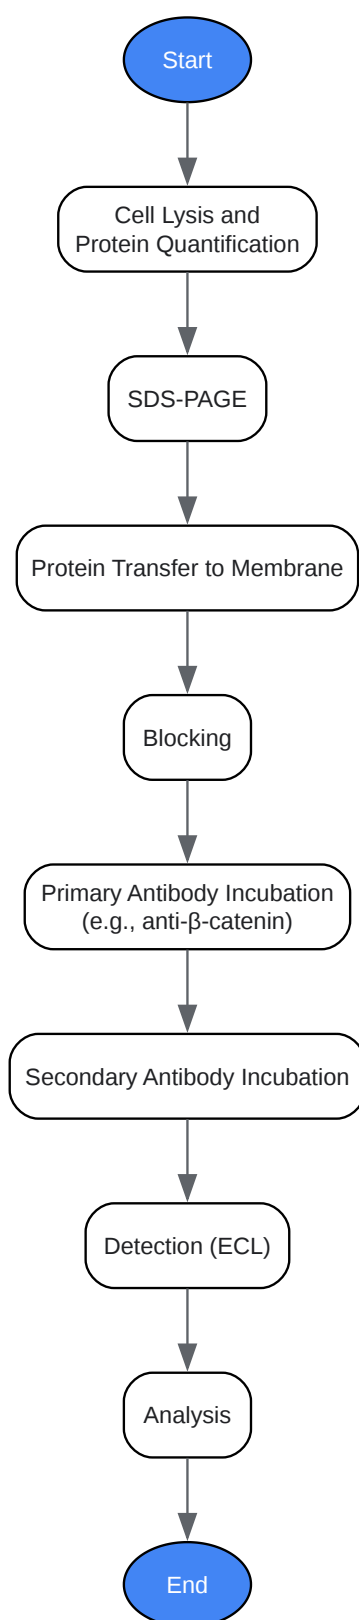 Start
Cell Lysis and
Protein Quantification
SDS-PAGE
Protein Transfer to Membrane
Blocking
Primary Antibody Incubation
(e.g., anti-β-catenin)
Secondary Antibody Incubation
Detection (ECL)
Analysis
End